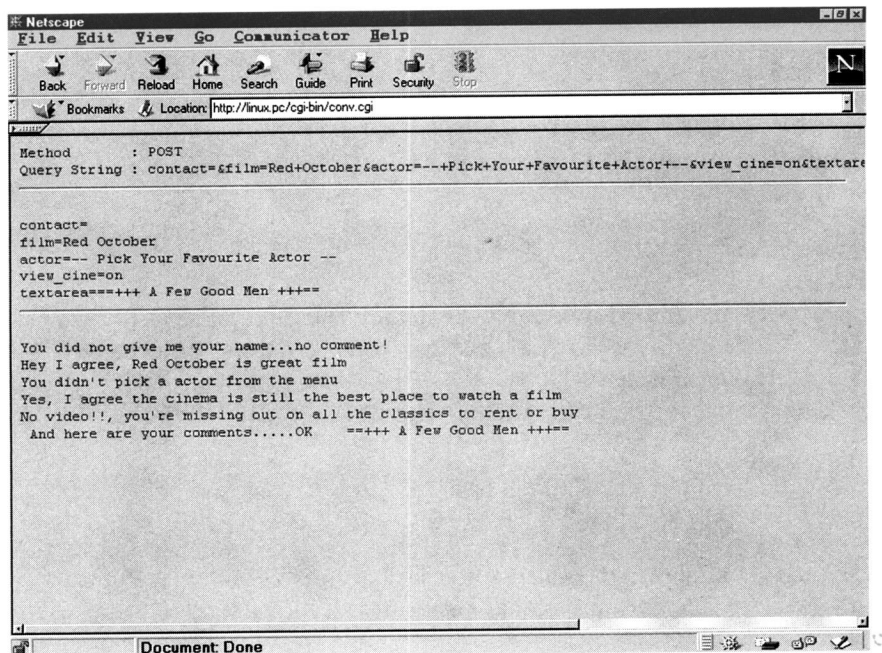 Netscape
File Edit View Go Communicator Help
Back Forward Reload Home Search Guide Print Security Stop
N
Bookmarks Location: http://linux.pc/cgi-bin/conv.cgi
Method : POST
Query String : contact=&film=Red+October&actor=--+Pick+Your+Favourite+Actor+--&view_cine=on&textare
contact=
film=Red October
actor=-- Pick Your Favourite Actor --
view_cine=on
textarea===+++ A Few Good Men +++==
You did not give me your name...no comment!
Hey I agree, Red October is great film
You didn't pick a actor from the menu
Yes, I agree the cinema is still the best place to watch a film
No video!!, you're missing out on all the classics to rent or buy
And here are your comments.....OK ==+++ A Few Good Men +++==
Document: Done